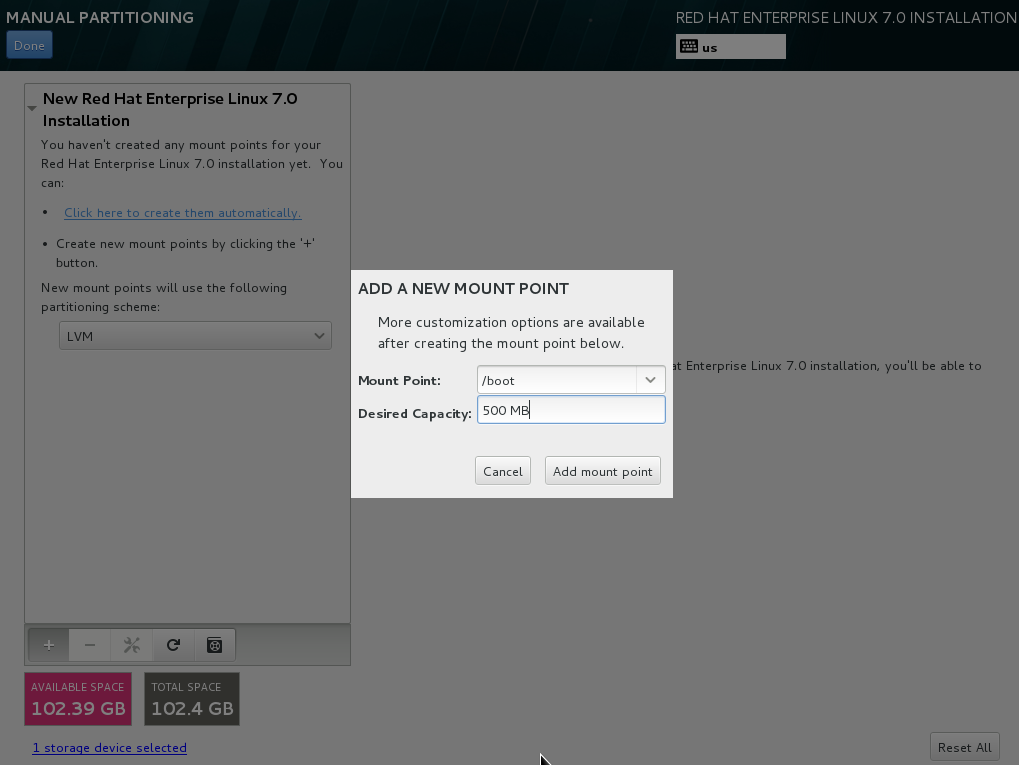 MANUAL PARTITIONING
RED HAT ENTERPRISE LINUX 7.0 INSTALLATION
Done
us
New Red Hat Enterprise Linux 7.0
Installation
You haven't created any mount points for your
Red Hat Enterprise Linux 7.0 installation yet. You
can:
• Click here to create them automatically.
• Create new mount points by clicking the '+'
button.
New mount points will use the following
partitioning scheme:
LVM
ADD A NEW MOUNT POINT
More customization options are available
after creating the mount point below.
Mount Point: /boot
Desired Capacity: 500 MB
Cancel Add mount point
at Enterprise Linux 7.0 installation, you'll be able to
AVAILABLE SPACE
102.39 GB
TOTAL SPACE
102.4 GB
1 storage device selected
Reset All